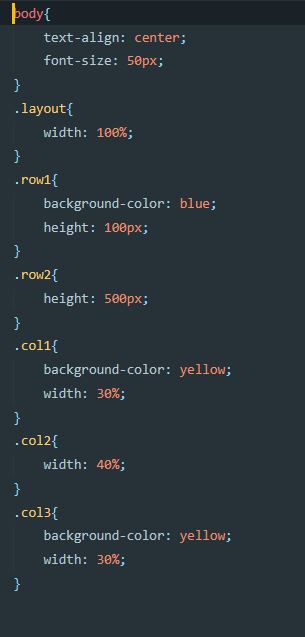 body{
    text-align: center;
    font-size: 50px;
}
.layout{
    width: 100%;
}
.row1{
    background-color: blue;
    height: 100px;
}
.row2{
    height: 500px;
}
.col1{
    background-color: yellow;
    width: 30%;
}
.col2{
    width: 40%;
}
.col3{
    background-color: yellow;
    width: 30%;
}